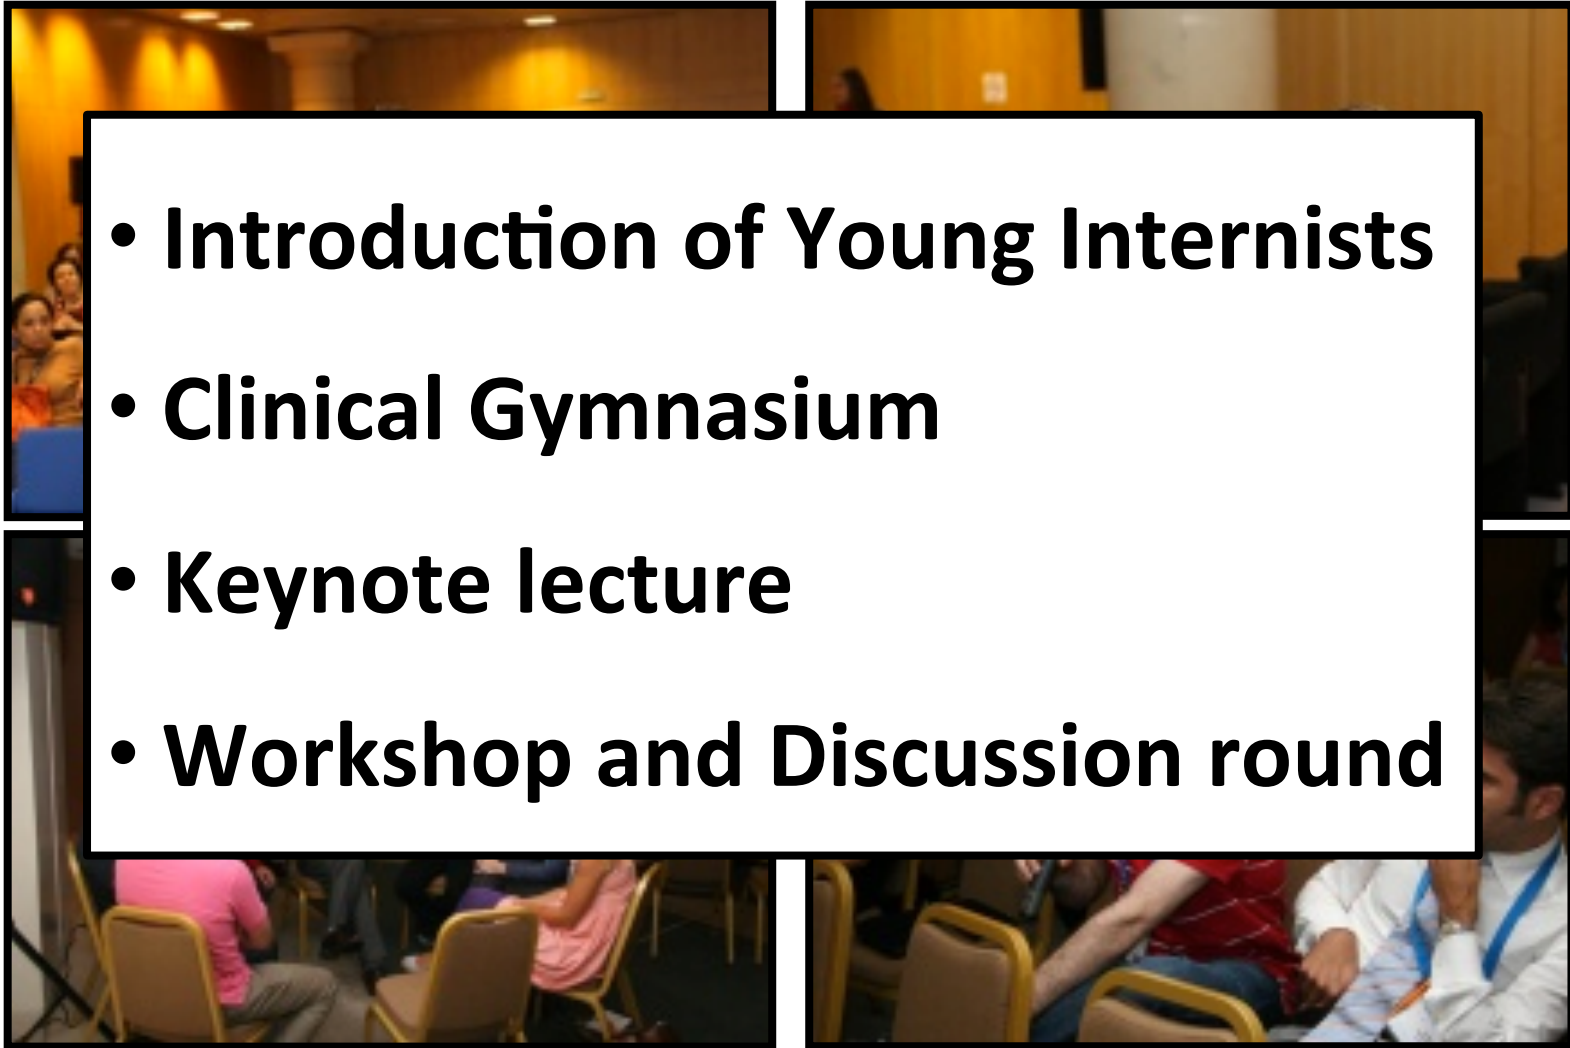 • Introduction of Young Internists
• Clinical Gymnasium
• Keynote lecture
• Workshop and Discussion round